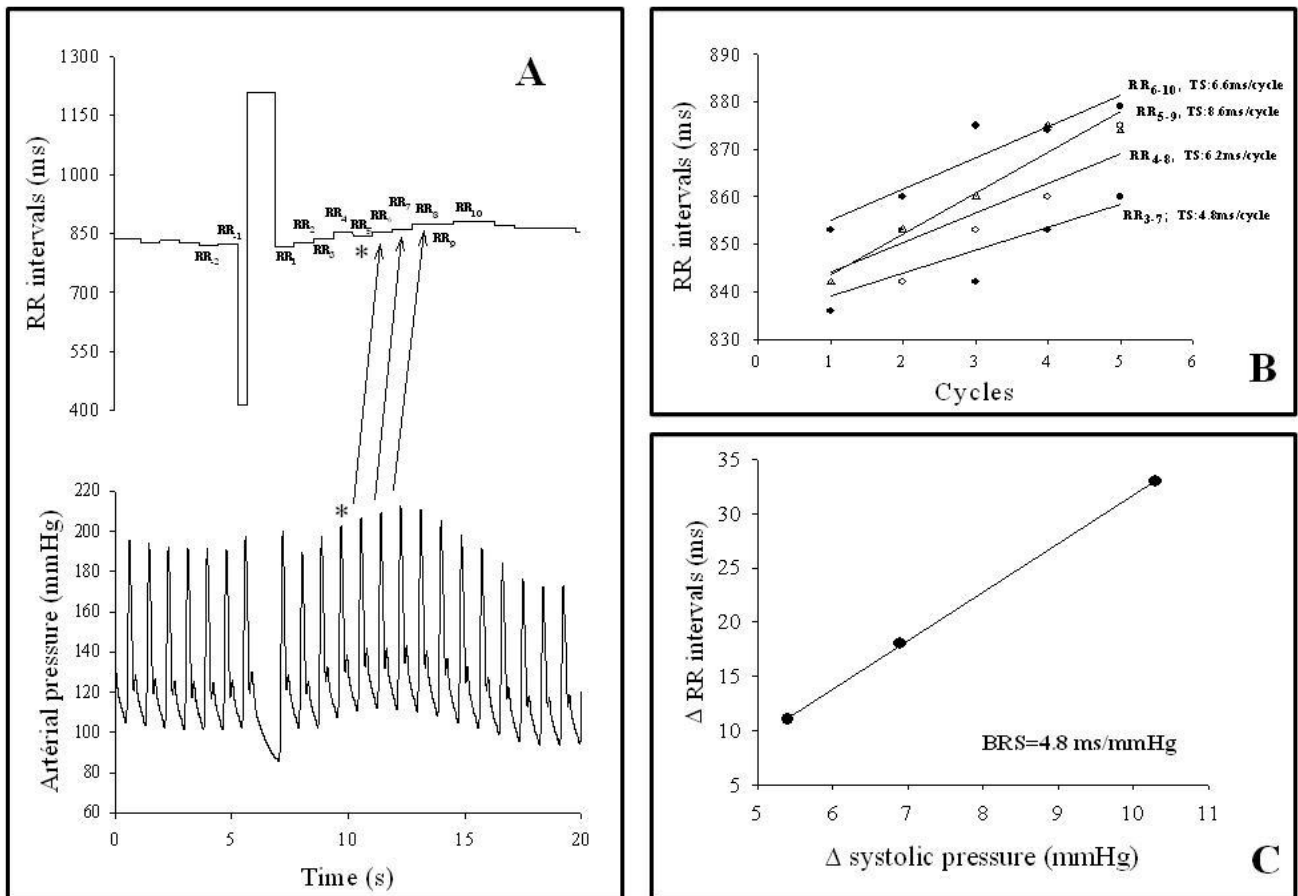 A
RR intervals (ms)
1300
1150
1000
850
700
550
400
RR-2
RR-1
RR1
RR2
RR3
RR4
RR5
RR6
RR7
RR8
RR9
RR10
*
Artérial pressure (mmHg)
220
200
180
160
140
120
100
80
60
*
0 5 10 15 20
Time (s)
RR intervals (ms)
890
880
870
860
850
840
830
RR6-10, TS:6.6ms/cycle
RR5-9, TS:8.6ms/cycle
RR4-8, TS:6.2ms/cycle
RR3-7; TS:4.8ms/cycle
0 1 2 3 4 5 6
Cycles
B
Δ RR intervals (ms)
35
30
25
20
15
10
5
BRS=4.8 ms/mmHg
5 6 7 8 9 10 11
Δ systolic pressure (mmHg)
C